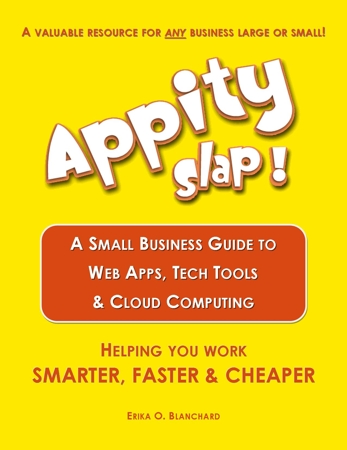 A VALUABLE RESOURCE FOR ANY BUSINESS LARGE OR SMALL!
Appity
Slap!
A SMALL BUSINESS GUIDE TO
WEB APPS, TECH TOOLS
& CLOUD COMPUTING
HELPING YOU WORK
SMARTER, FASTER & CHEAPER
ERIKA O. BLANCHARD